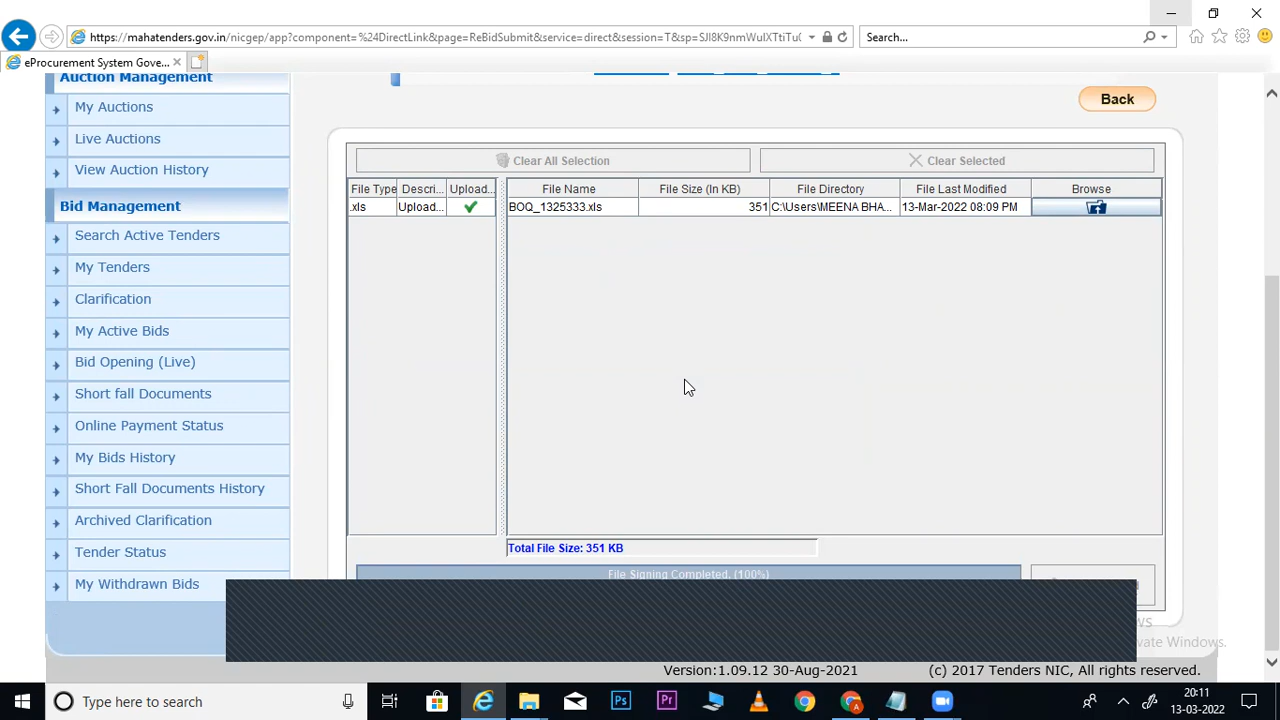 https://mahatenders.gov.in/nicgep/app?component=%24DirectLink&page=ReBidSubmit&service=direct&session=T&sp=SJI8K9nmWulXTtiTu
Search...
eProcurement System Gove...
Auction Management
My Auctions
Live Auctions
View Auction History
Bid Management
Search Active Tenders
My Tenders
Clarification
My Active Bids
Bid Opening (Live)
Short fall Documents
Online Payment Status
My Bids History
Short Fall Documents History
Archived Clarification
Tender Status
My Withdrawn Bids
Back
Clear All Selection
Clear Selected
File Type Descri... Upload... File Name File Size (In KB) File Directory File Last Modified Browse
.xls Upload... BOQ_1325333.xls 351 C:\Users\MEENA BHA... 13-Mar-2022 08:09 PM
Total File Size: 351 KB
File Signing Completed. (100%)
vate Windows.
Version:1.09.12 30-Aug-2021
(c) 2017 Tenders NIC, All rights reserved.
Type here to search
Ps
Pr
20:11
13-03-2022